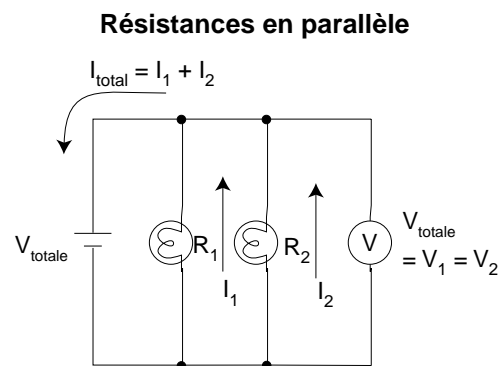 Résistances en parallèle
I_total = I_1 + I_2
V_totale
R_1
I_1
R_2
I_2
V
V_totale
= V_1 = V_2